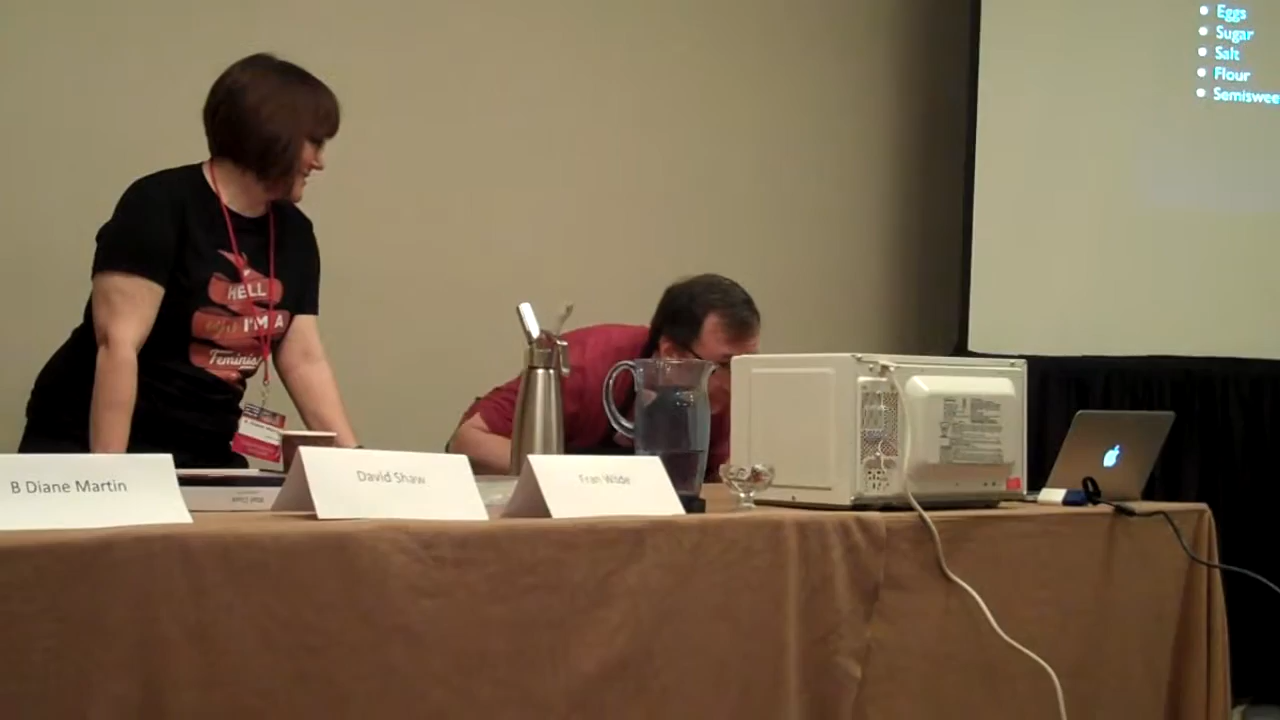 Eggs
Sugar
Salt
Flour
Semiswee
HELL
I'M A
Feminist
B Diane Martin
David Shaw
Fran Wilde